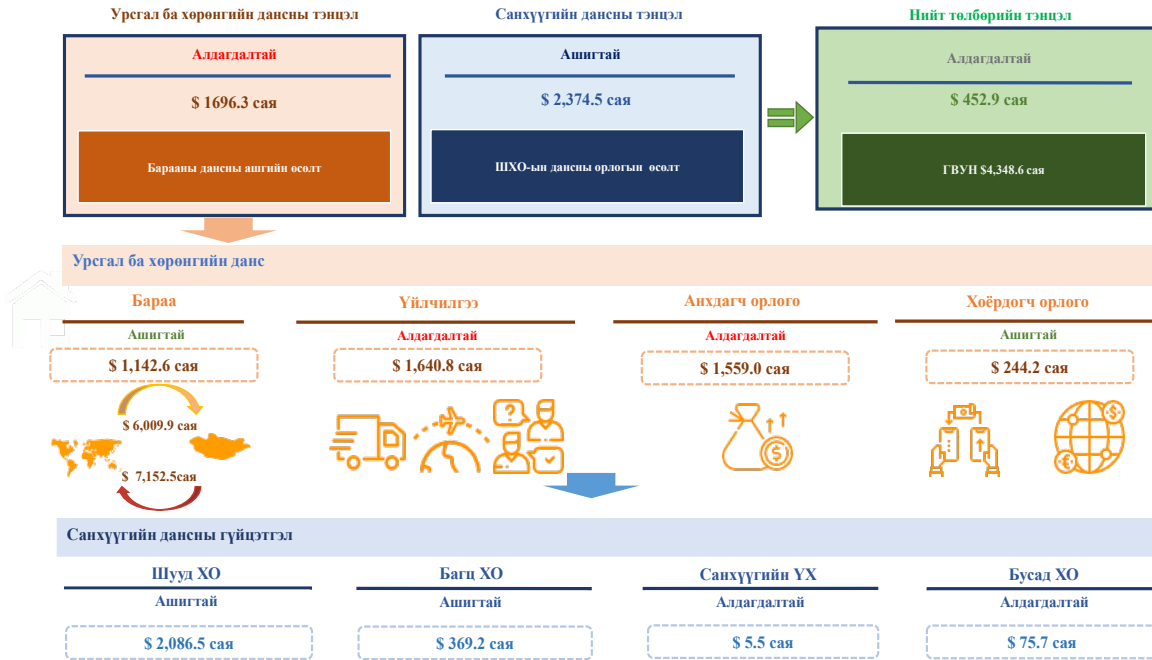 Урсгал ба хөрөнгийн дансны тэнцэл
Санхүүгийн дансны тэнцэл
Нийт төлбөрийн тэнцэл
Алдагдалтай
Ашигтай
Алдагдалтай
$ 1696.3 сая
$ 2,374.5 сая
$ 452.9 сая
Барааны дансны ашгийн өсөлт
ШХО-ын дансны орлогын өсөлт
ГВУН $4,348.6 сая
Урсгал ба хөрөнгийн данс
Бараа
Үйлчилгээ
Анхдагч орлого
Хоёрдогч орлого
Ашигтай
Алдагдалтай
Алдагдалтай
Ашигтай
$ 1,142.6 сая
$ 1,640.8 сая
$ 1,559.0 сая
$ 244.2 сая
$ 6,009.9 сая
$ 7,152.5сая
Санхүүгийн дансны гүйцэтгэл
Шууд ХО
Багц ХО
Санхүүгийн ҮХ
Бусад ХО
Ашигтай
Ашигтай
Алдагдалтай
Алдагдалтай
$ 2,086.5 сая
$ 369.2 сая
$ 5.5 сая
$ 75.7 сая